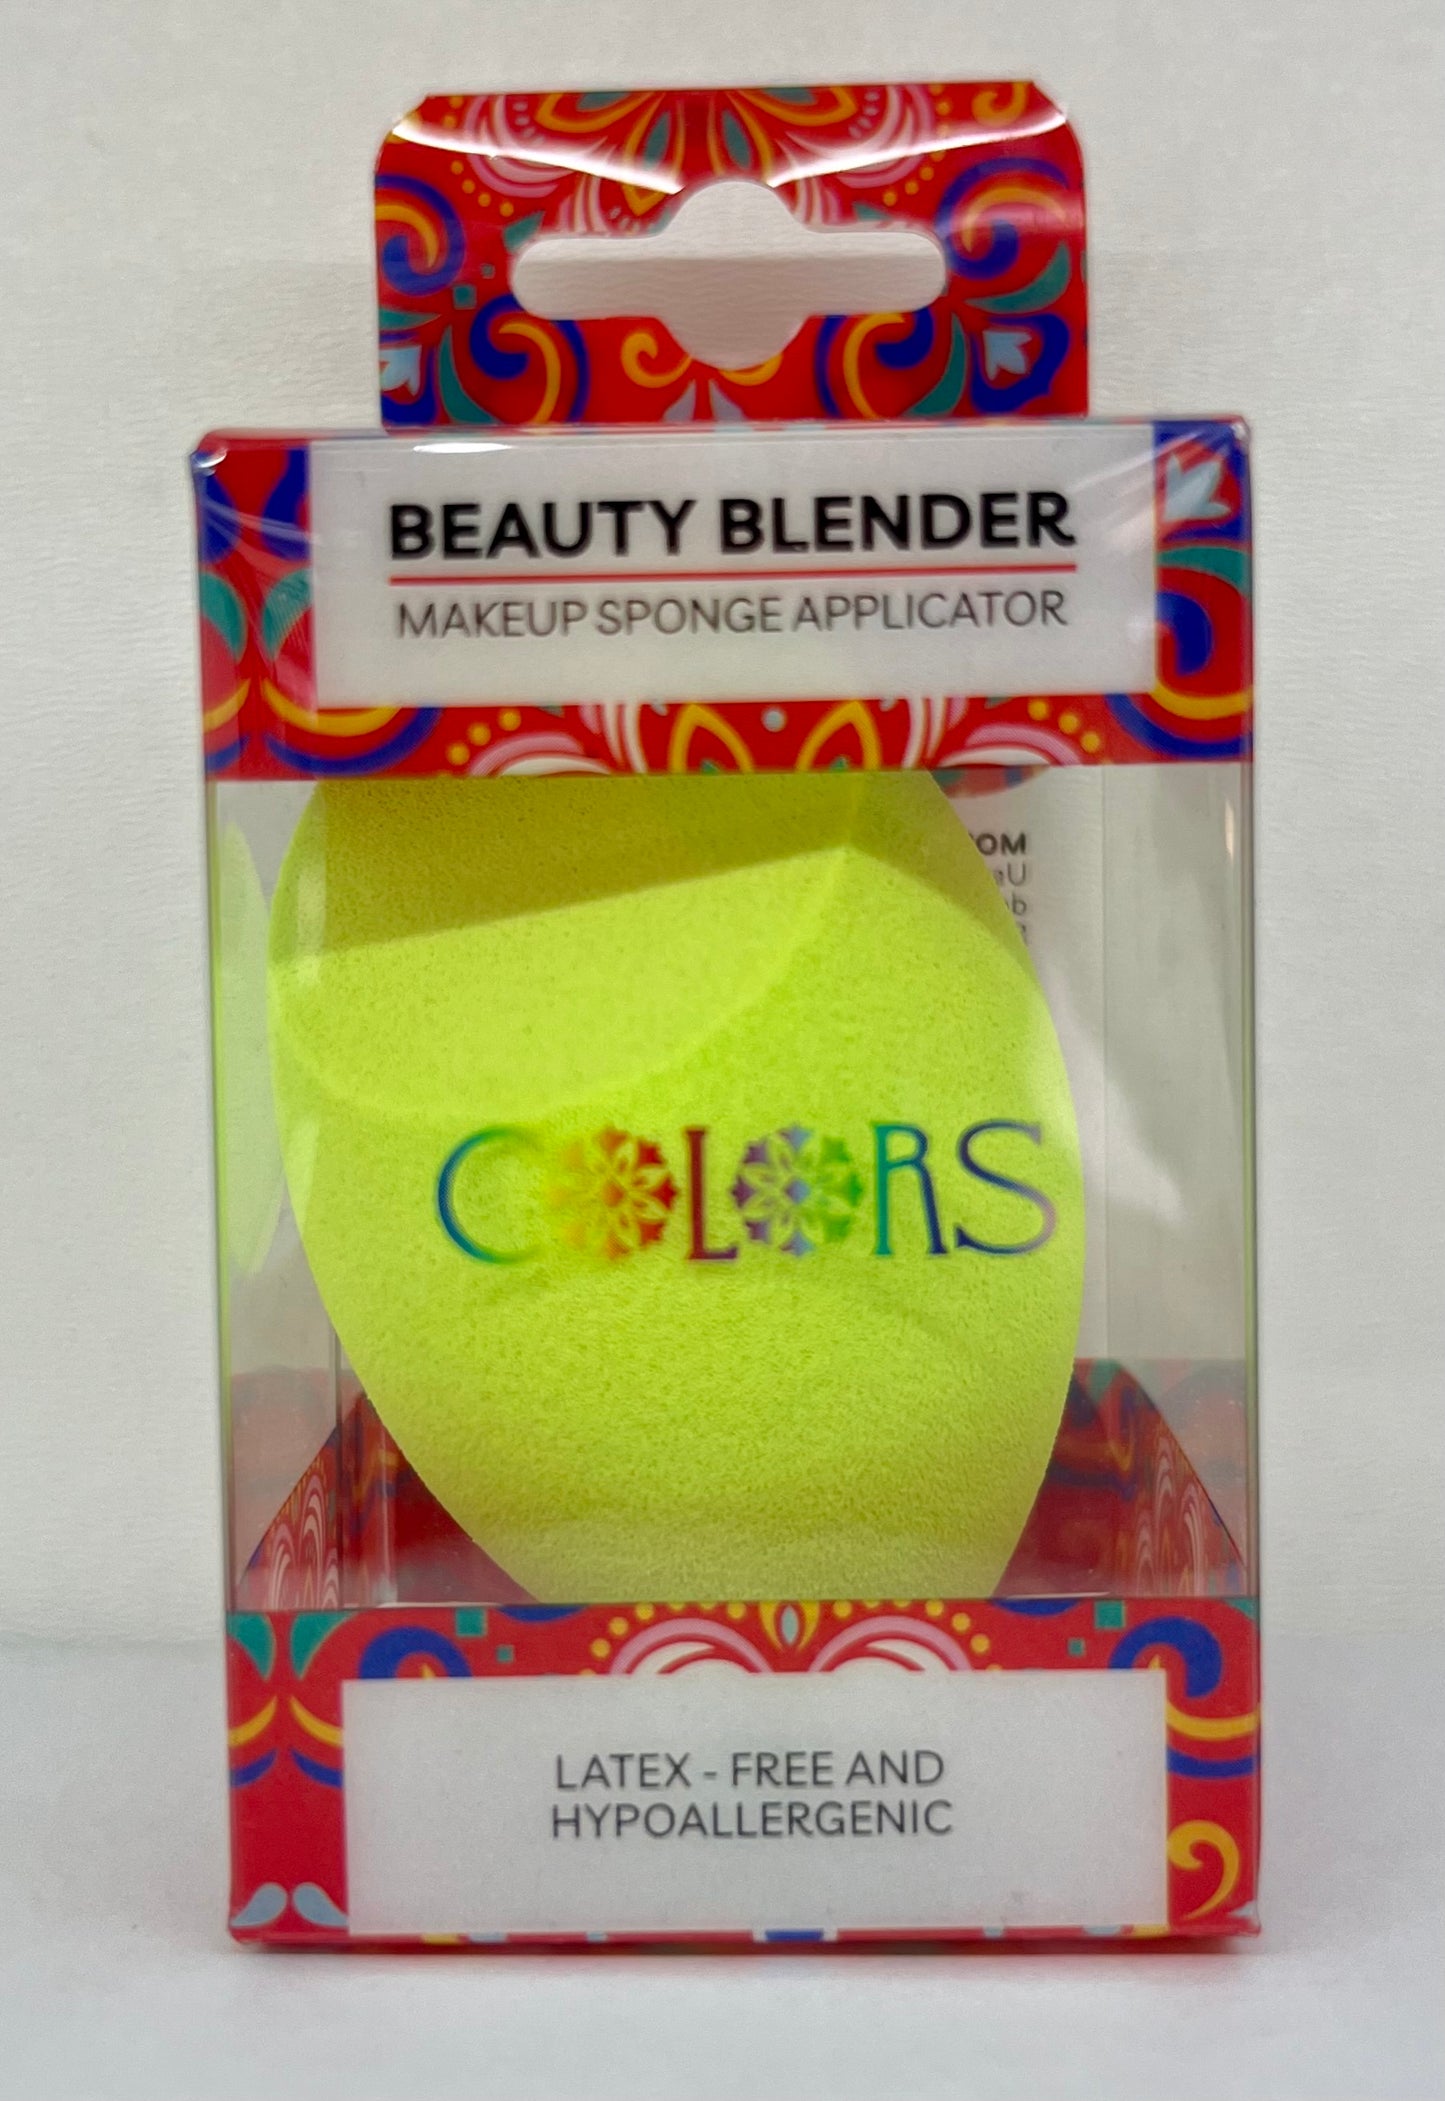 BEAUTY BLENDER
MAKEUP SPONGE APPLICATOR
COLORS
LATEX - FREE AND
HYPOALLERGENIC